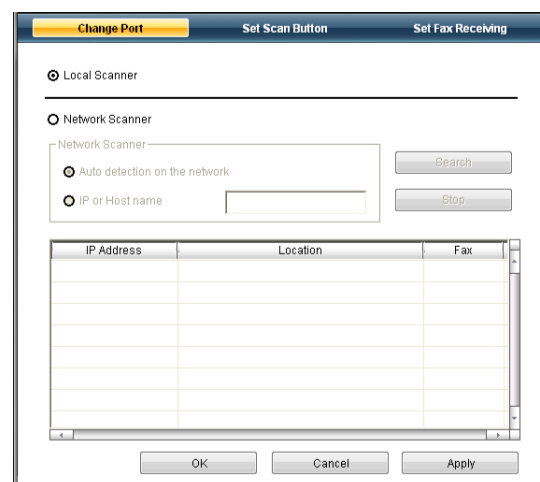 Change Port Set Scan Button Set Fax Receiving
Local Scanner
Network Scanner
Network Scanner
Auto detection on the network
Search
IP or Host name
Stop
IP Address Location Fax
OK Cancel Apply